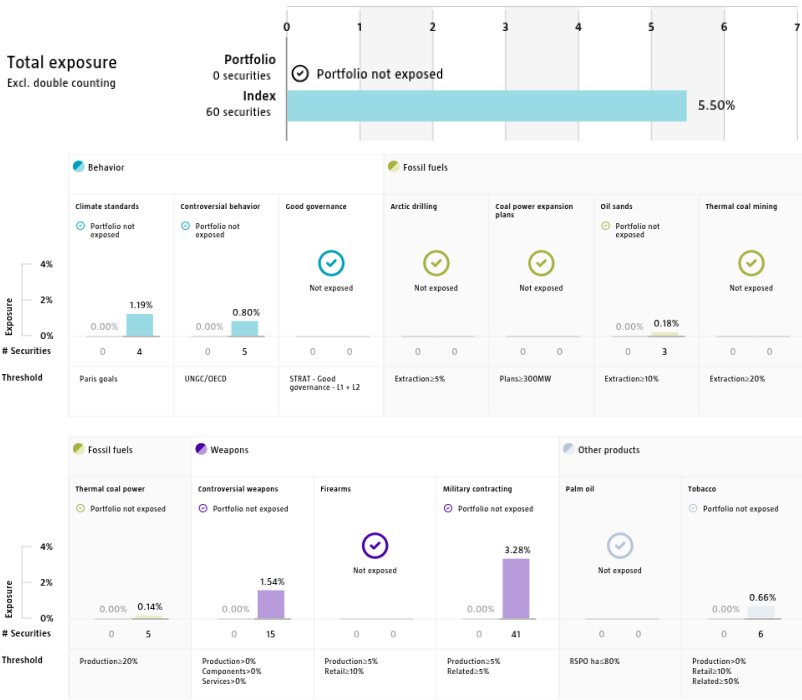 0 1 2 3 4 5 6 7
Total exposure
Excl. double counting
Portfolio
0 securities
Portfolio not exposed
Index
60 securities
5.50%
Behavior
Fossil fuels
Climate standards
Controversial behavior
Good governance
Arctic drilling
Coal power expansion
plans
Oil sands
Thermal coal mining
Portfolio not
exposed
Portfolio not
exposed
Portfolio not
exposed
Not exposed
Not exposed
Not exposed
Not exposed
Exposure
4%
2%
0%
0.00% 1.19%
0.00% 0.80%
0.00% 0.18%
# Securities 0 4 0 5 0 0 0 0 0 0 0 3 0 0
Threshold
Paris goals
UNGC/OECD
STRAT - Good
governance - L1 + L2
Extraction≥5%
Plans≥300MW
Extraction≥10%
Extraction≥20%
Fossil fuels
Weapons
Other products
Thermal coal power
Controversial weapons
Firearms
Military contracting
Palm oil
Tobacco
Portfolio not exposed
Portfolio not exposed
Portfolio not exposed
Portfolio not exposed
Not exposed
Not exposed
Exposure
4%
2%
0%
0.00% 0.14%
0.00% 1.54%
0.00% 3.28%
0.00% 0.66%
# Securities 0 5 0 15 0 0 0 41 0 0 0 6
Threshold
Production≥20%
Production>0%
Components>0%
Services>0%
Production≥5%
Retail≥10%
Production≥5%
Related≥5%
RSPO ha≤80%
Production>0%
Retail≥10%
Related≥50%